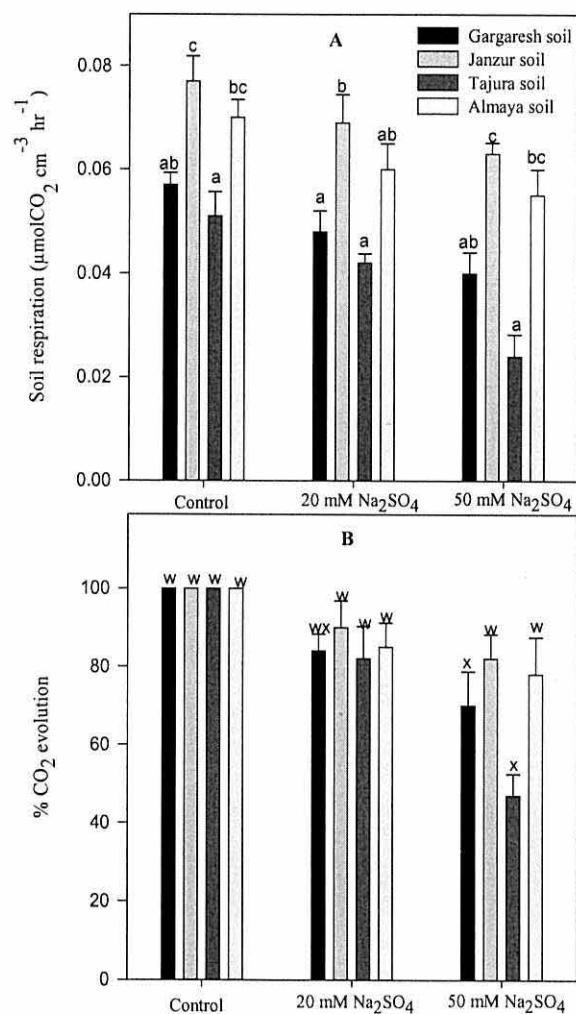 A
Gargaresh soil
Janzur soil
Tajura soil
Almaya soil
Soil respiration (μmolCO₂ cm⁻³ hr⁻¹)
0.08
0.06
0.04
0.02
0.00
ab c a bc
a b a ab
ab c a bc
Control 20 mM Na₂SO₄ 50 mM Na₂SO₄
B
% CO₂ evolution
100
80
60
40
20
0
w w w w
wx w w w
x w x w
Control 20 mM Na₂SO₄ 50 mM Na₂SO₄